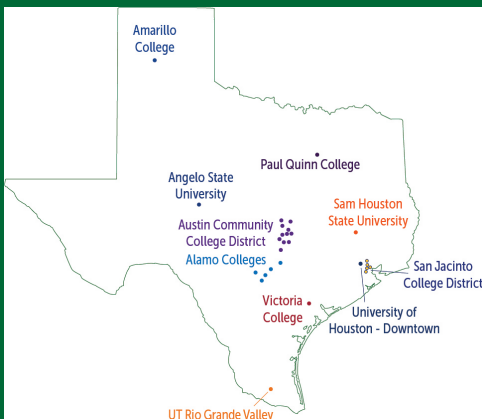 Amarillo
College
Paul Quinn College
Angelo State
University
Sam Houston
State University
Austin Community
College District
Alamo Colleges
San Jacinto
College District
Victoria
College
University of
Houston - Downtown
UT Rio Grande Valley